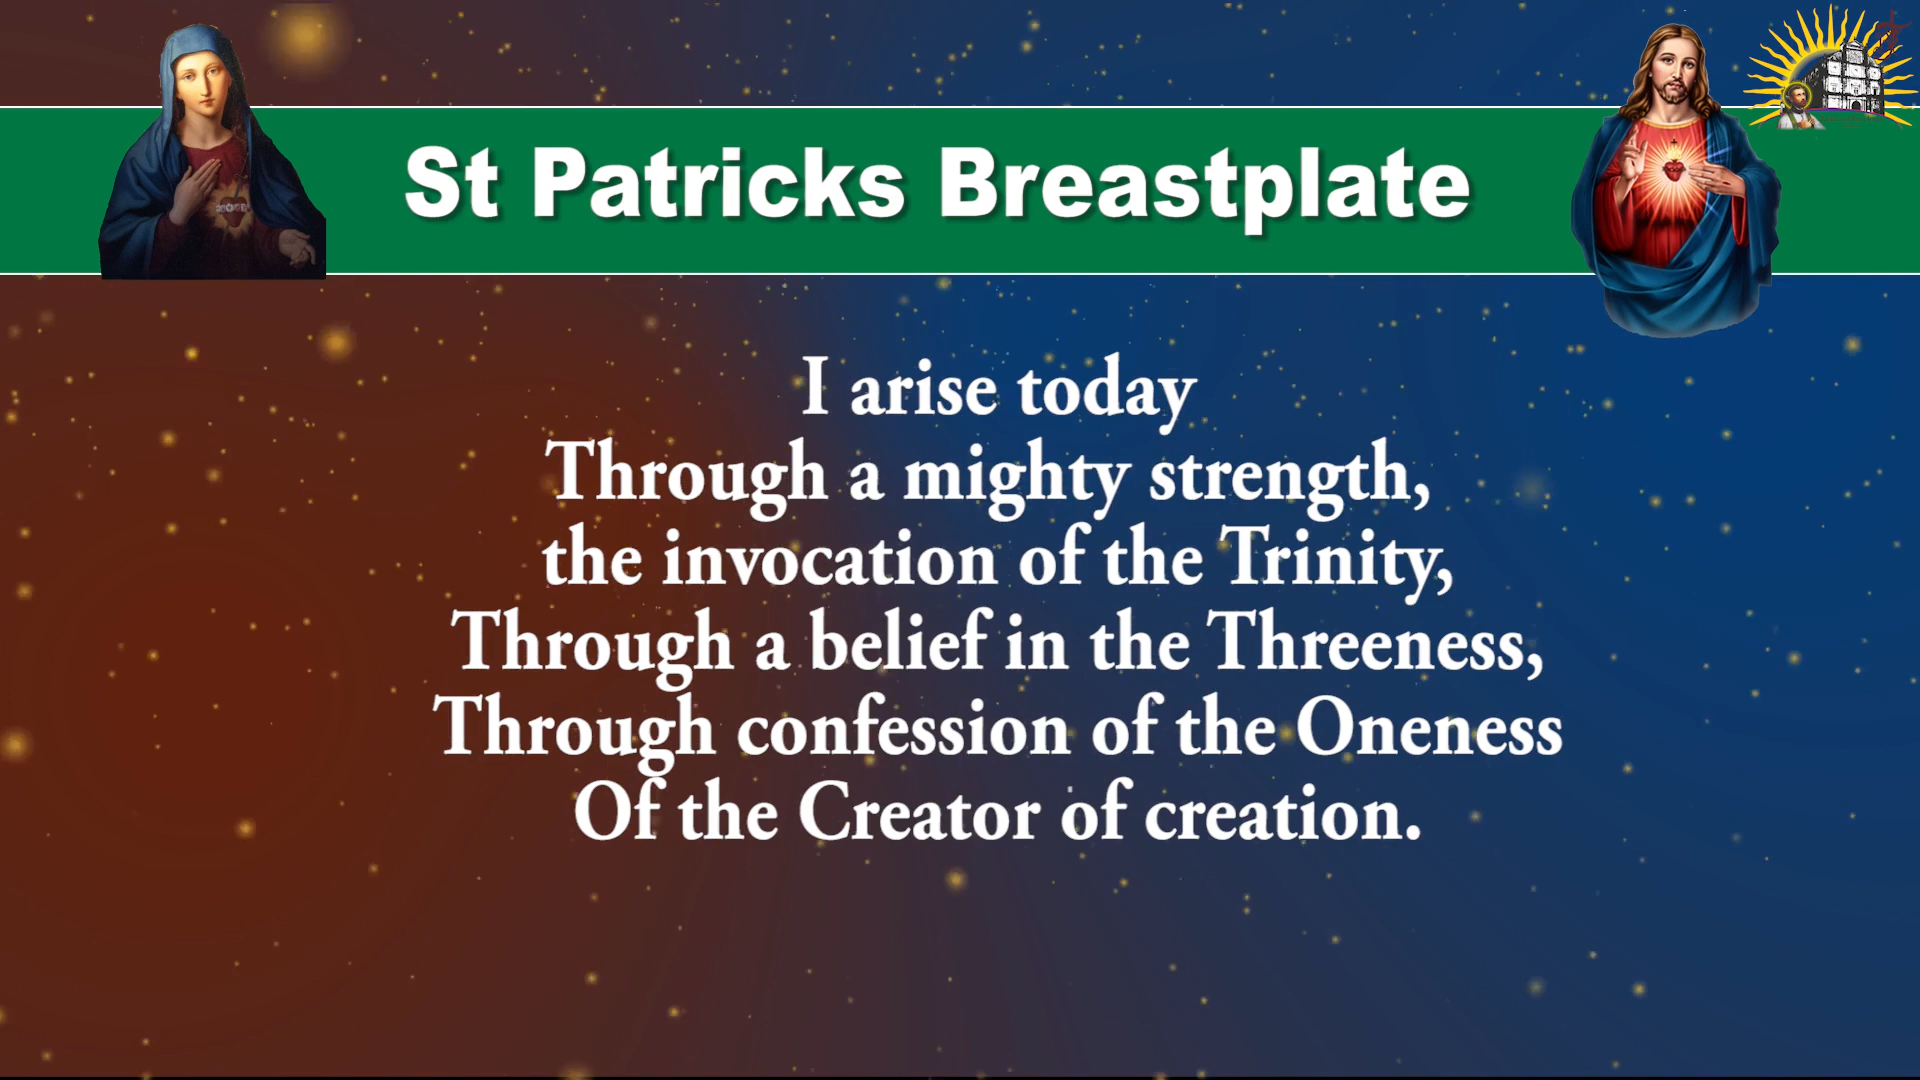 St Patricks Breastplate
I arise today
Through a mighty strength,
the invocation of the Trinity,
Through a belief in the Threeness,
Through confession of the Oneness
Of the Creator of creation.